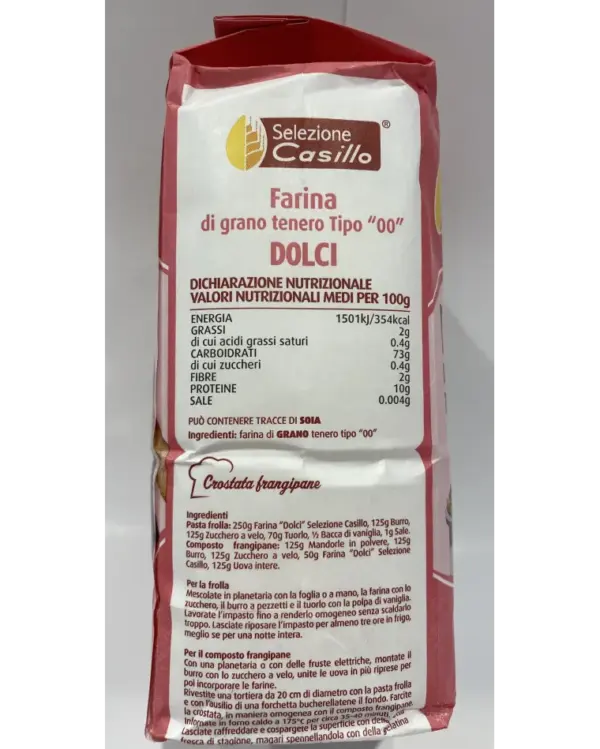 Selezione
Casillo ®
Farina
di grano tenero Tipo "00"
DOLCI
DICHIARAZIONE NUTRIZIONALE
VALORI NUTRIZIONALI MEDI PER 100g
ENERGIA 1501kJ/354kcal
GRASSI 2g
di cui acidi grassi saturi 0.4g
CARBOIDRATI 73g
di cui zuccheri 0.4g
FIBRE 2g
PROTEINE 10g
SALE 0.004g
PUÒ CONTENERE TRACCE DI SOIA
Ingredienti: farina di GRANO tenero tipo "00"
Crostata frangipane
Ingredienti
Pasta frolla: 250g Farina "Dolci" Selezione Casillo, 125g Burro,
125g Zucchero a velo, 70g Tuorlo, ½ Bacca di vaniglia, 1g Sale.
Composto frangipane: 125g Mandorle in polvere, 125g
Burro, 125g Zucchero a velo, 50g Farina "Dolci" Selezione
Casillo, 125g Uova intere.
Per la frolla
Mescolate in planetaria con la foglia o a mano, la farina con lo
zucchero, il burro a pezzetti e il tuorlo con la polpa di vaniglia.
Lavorate l'impasto fino a renderlo omogeneo senza scaldarlo
troppo. Lasciate riposare l'impasto per almeno tre ore in frigo,
meglio se per una notte intera.
Per il composto frangipane
Con una planetaria o con delle fruste elettriche, montate il
burro con lo zucchero a velo, unite le uova in più riprese per
poi incorporare le farine.
Rivestite una tortiera da 20 cm di diametro con la pasta frolla
e con l'ausilio di una forchetta bucherellatene il fondo. Farcite
la crostata, in maniera omogenea con il composto frangipane.
Infornate in forno caldo a 175°C per circa 35-40 minuti.
Lasciate raffreddare e cospargete la superficie con della
fresca di stagione, magari spennellandola con della gelatina